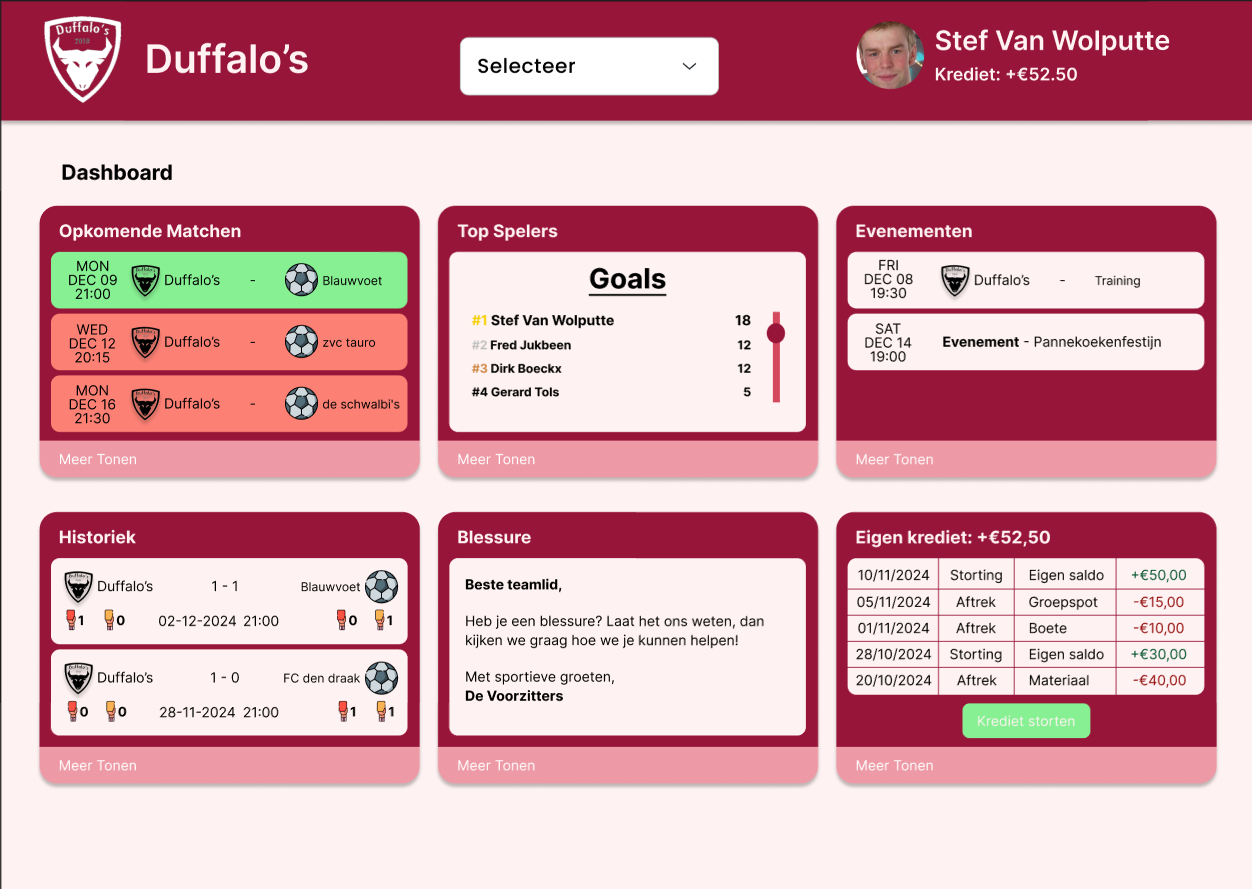 Duffalo's
2018
Duffalo's
Selecteer
Stef Van Wolputte
Krediet: +€52.50
Dashboard
Opkomende Matchen
MON
DEC 09
21:00
Duffalo's
-
Blauwvoet
WED
DEC 12
20:15
Duffalo's
-
zvc tauro
MON
DEC 16
21:30
Duffalo's
-
de schwalbi's
Meer Tonen
Top Spelers
Goals
#1 Stef Van Wolputte 18
#2 Fred Jukbeen 12
#3 Dirk Boeckx 12
#4 Gerard Tols 5
Meer Tonen
Evenementen
FRI
DEC 08
19:30
Duffalo's
-
Training
SAT
DEC 14
19:00
Evenement - Pannekoekenfestijn
Meer Tonen
Historiek
Duffalo's 1 - 1 Blauwvoet
1 0 02-12-2024 21:00 0 1
Duffalo's 1 - 0 FC den draak
0 0 28-11-2024 21:00 1 1
Meer Tonen
Blessure
Beste teamlid,
Heb je een blessure? Laat het ons weten, dan
kijken we graag hoe we je kunnen helpen!
Met sportieve groeten,
De Voorzitters
Meer Tonen
Eigen krediet: +€52,50
10/11/2024 Storting Eigen saldo +€50,00
05/11/2024 Aftrek Groepspot -€15,00
01/11/2024 Aftrek Boete -€10,00
28/10/2024 Storting Eigen saldo +€30,00
20/10/2024 Aftrek Materiaal -€40,00
Krediet storten
Meer Tonen